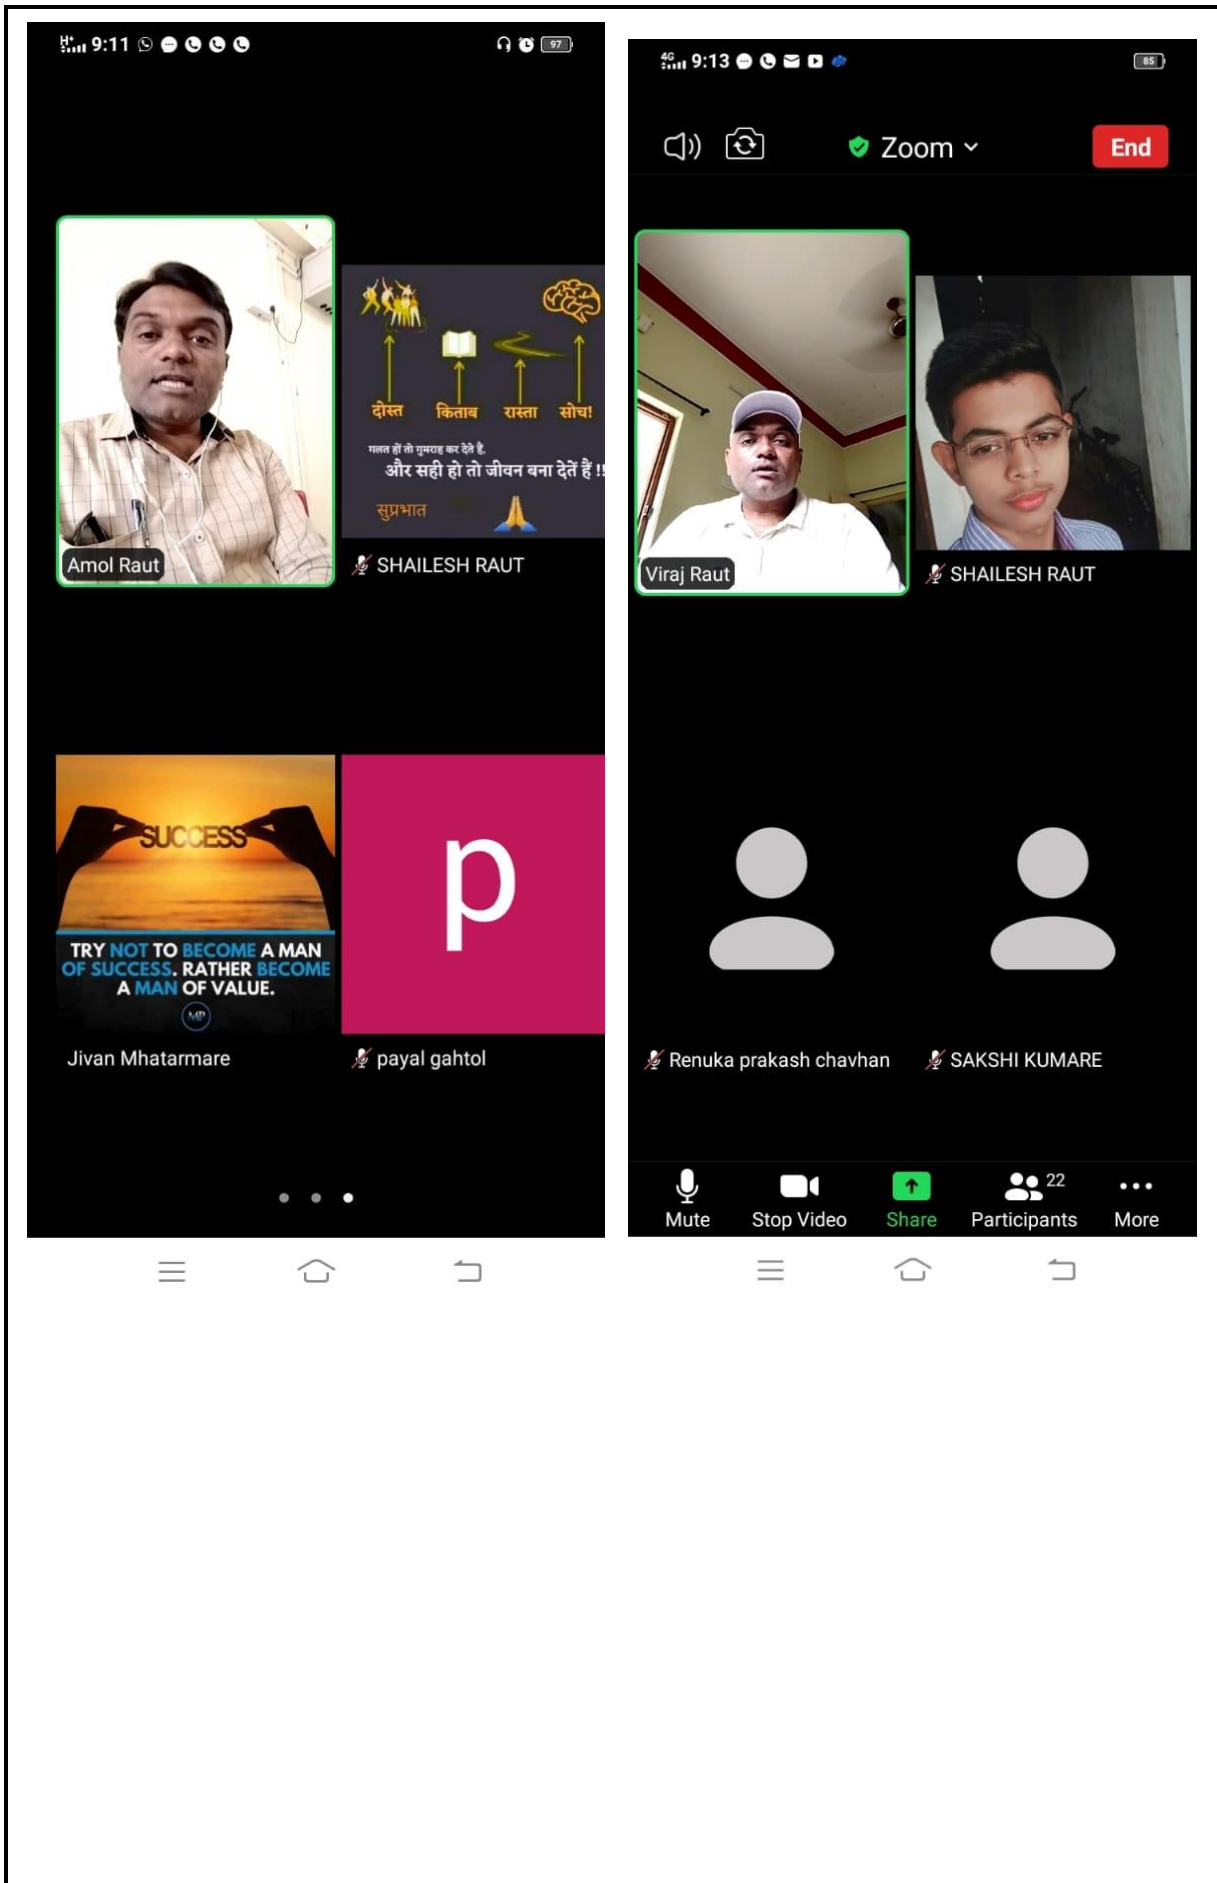 H+ 9:11
97
दोस्त किताब रास्ता सोच!
गलत हों तो गुमराह कर देते है,
और सही हो तो जीवन बना देतें हैं !!
सुप्रभात
Amol Raut
SHAILESH RAUT
SUCCESS
TRY NOT TO BECOME A MAN
OF SUCCESS. RATHER BECOME
A MAN OF VALUE.
MP
Jivan Mhatarmare
p
payal gahtol
4G 9:13
85
Zoom
End
Viraj Raut
SHAILESH RAUT
Renuka prakash chavhan
SAKSHI KUMARE
22
Mute Stop Video Share Participants More